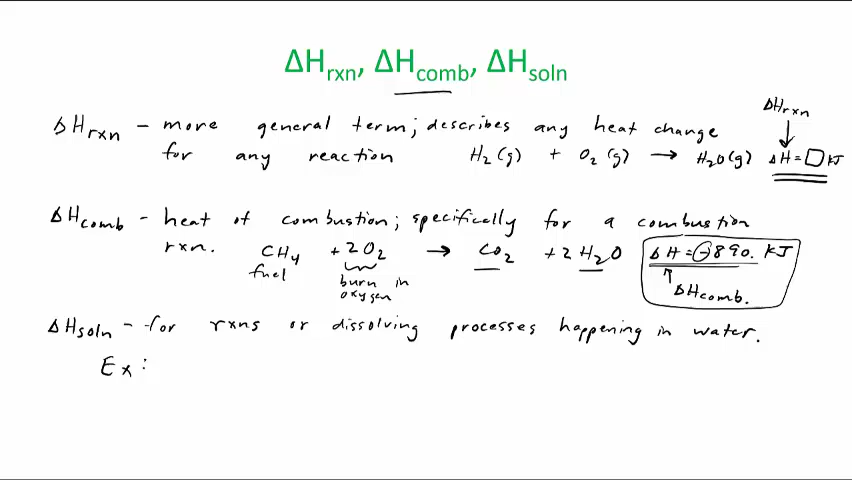 ΔHrxn, ΔHcomb, ΔHsoln
ΔHrxn
ΔHrxn – more general term; describes any heat change
for any reaction H2(g) + O2(g) → H2O(g) ΔH = □ kJ
ΔHcomb - heat of combustion; specifically for a combustion
rxn. CH4 + 2O2 → CO2 + 2H2O ΔH = -890. kJ
fuel burn in
oxygen ΔHcomb.
ΔHsoln - for rxns or dissolving processes happening in water.
Ex: